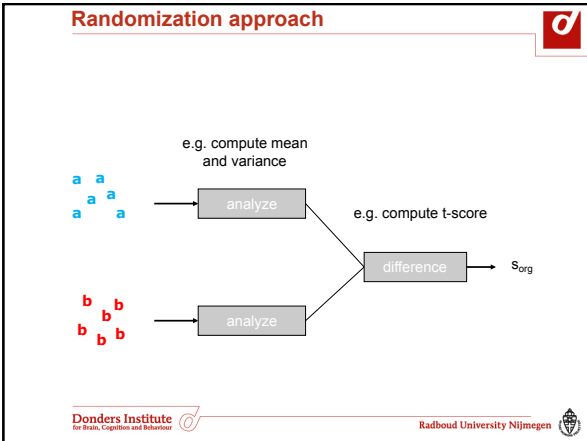 Randomization approach
d
e.g. compute mean
and variance
a a
a a
a a
analyze
e.g. compute t-score
difference
s_org
b b
b
b b b
analyze
Donders Institute
for Brain, Cognition and Behaviour
Radboud University Nijmegen